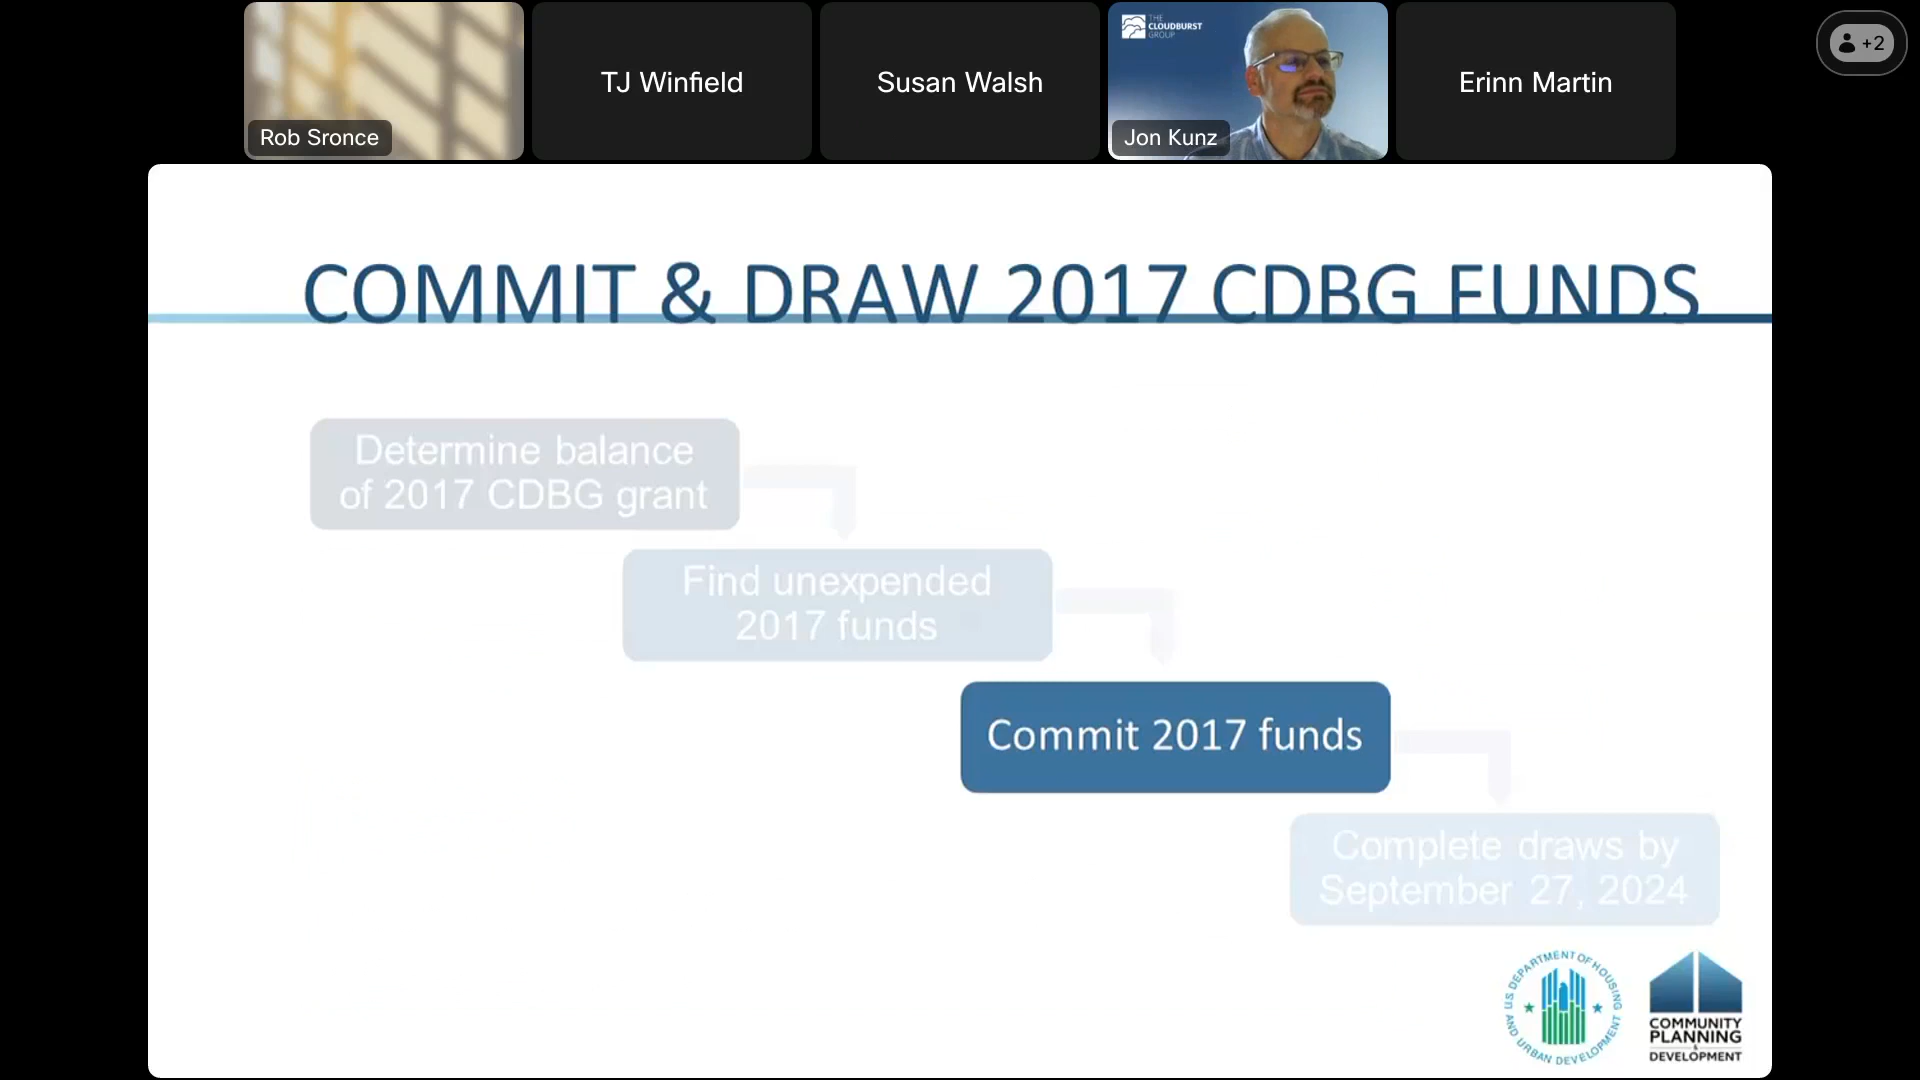 THE
CLOUDBURST
GROUP
+2
TJ Winfield
Susan Walsh
Erinn Martin
Rob Sronce
Jon Kunz
COMMIT & DRAW 2017 CDBG FUNDS
Determine balance
of 2017 CDBG grant
Find unexpended
2017 funds
Commit 2017 funds
Complete draws by
September 27, 2024
U.S. DEPARTMENT OF HOUSING
AND URBAN DEVELOPMENT
COMMUNITY
PLANNING
&
DEVELOPMENT